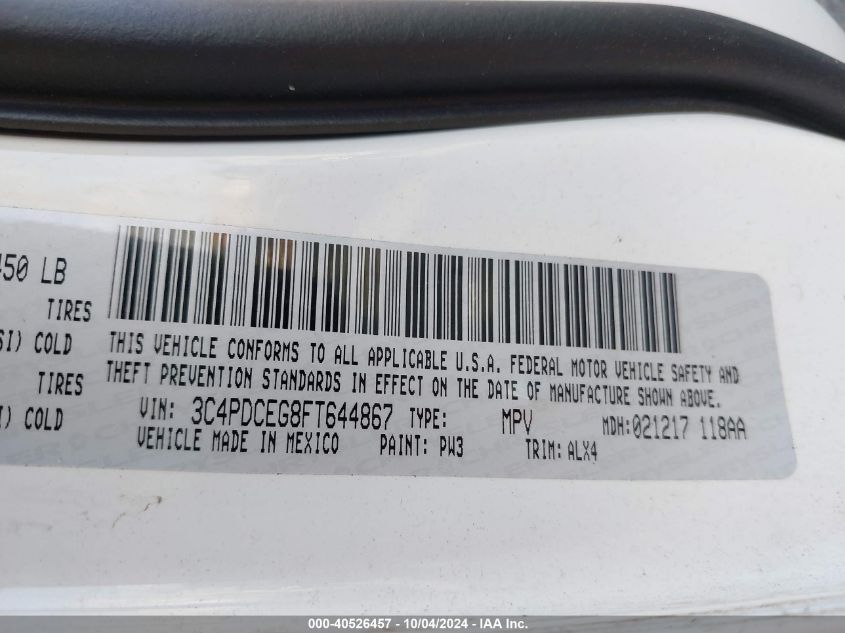 450 LB
TIRES
SI) COLD
TIRES
I) COLD
THIS VEHICLE CONFORMS TO ALL APPLICABLE U.S.A. FEDERAL MOTOR VEHICLE SAFETY AND
THEFT PREVENTION STANDARDS IN EFFECT ON THE DATE OF MANUFACTURE SHOWN ABOVE.
VIN: 3C4PDCEG8FT644867 TYPE: MPV MDH:021217 118AA
VEHICLE MADE IN MEXICO PAINT: PW3 TRIM: ALX4
000-40526457 - 10/04/2024 - IAA Inc.